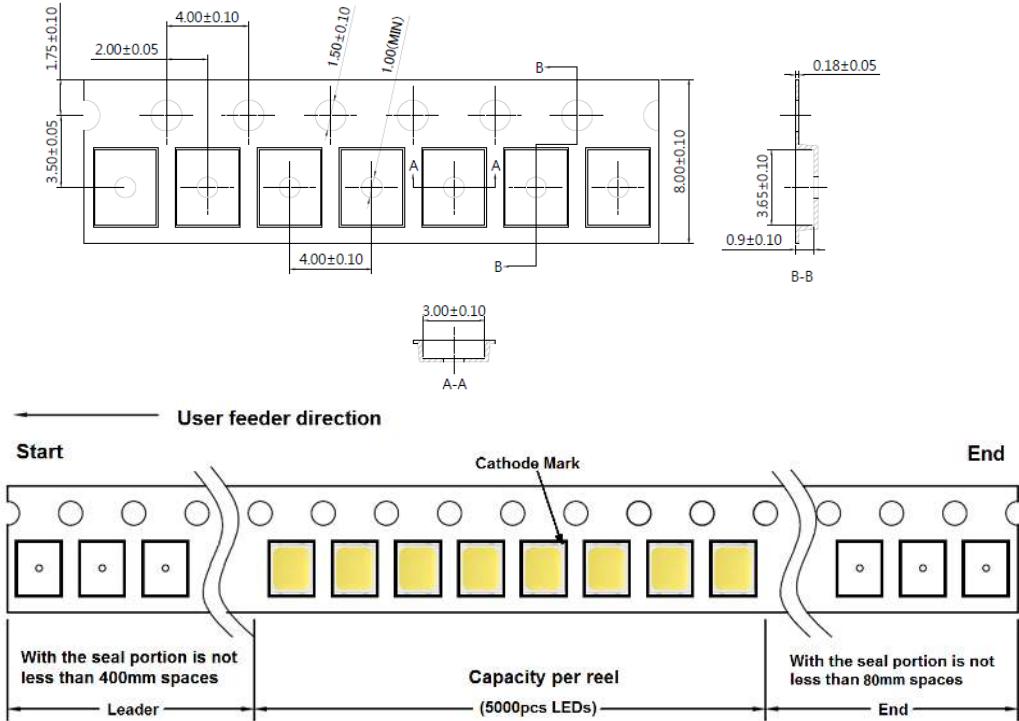 4.00±0.10
1.75±0.10
2.00±0.05
1.50±0.10
1.00(MIN)
B
0.18±0.05
3.50±0.05
A
A
8.00±0.10
3.65±0.10
4.00±0.10
B
0.9±0.10
B-B
3.00±0.10
A-A
User feeder direction
Start
End
Cathode Mark
With the seal portion is not
less than 400mm spaces
Capacity per reel
With the seal portion is not
less than 80mm spaces
Leader
(5000pcs LEDs)
End